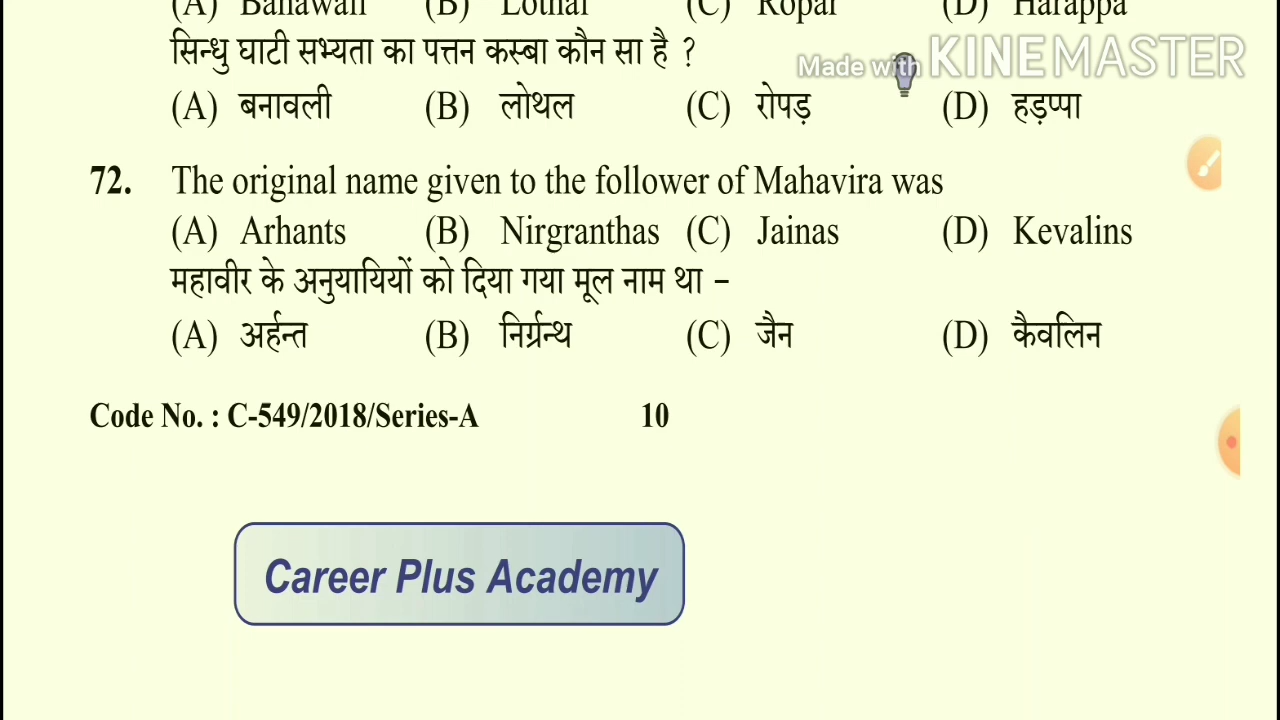 (A) Banawali (B) Lothal (C) Ropar (D) Harappa
सिन्धु घाटी सभ्यता का पत्तन कस्बा कौन सा है ?
Made with KINEMASTER
(A) बनावली (B) लोथल (C) रोपड़ (D) हड़प्पा
72. The original name given to the follower of Mahavira was
(A) Arhants (B) Nirgranthas (C) Jainas (D) Kevalins
महावीर के अनुयायियों को दिया गया मूल नाम था –
(A) अर्हन्त (B) निर्ग्रन्थ (C) जैन (D) कैवलिन
Code No. : C-549/2018/Series-A 10
Career Plus Academy